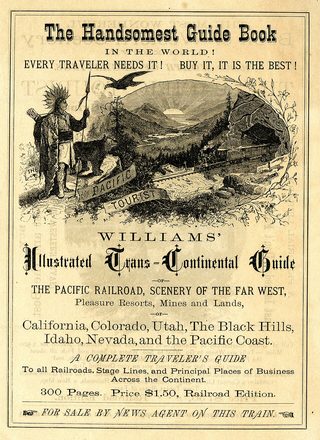 The Handsomest Guide Book
IN THE WORLD!
EVERY TRAVELER NEEDS IT! BUY IT, IT IS THE BEST!
PACIFIC
TOURIST
WILLIAMS'
Illustrated Trans-Continental Guide
—OF—
THE PACIFIC RAILROAD, SCENERY OF THE FAR WEST,
Pleasure Resorts, Mines and Lands,
—OF—
California, Colorado, Utah, The Black Hills,
Idaho, Nevada, and the Pacific Coast.
A COMPLETE TRAVELER'S GUIDE
To all Railroads. Stage Lines, and Principal Places of Business
Across the Continent.
300 Pages. Price $1.50, Railroad Edition.
FOR SALE BY NEWS AGENT ON THIS TRAIN.